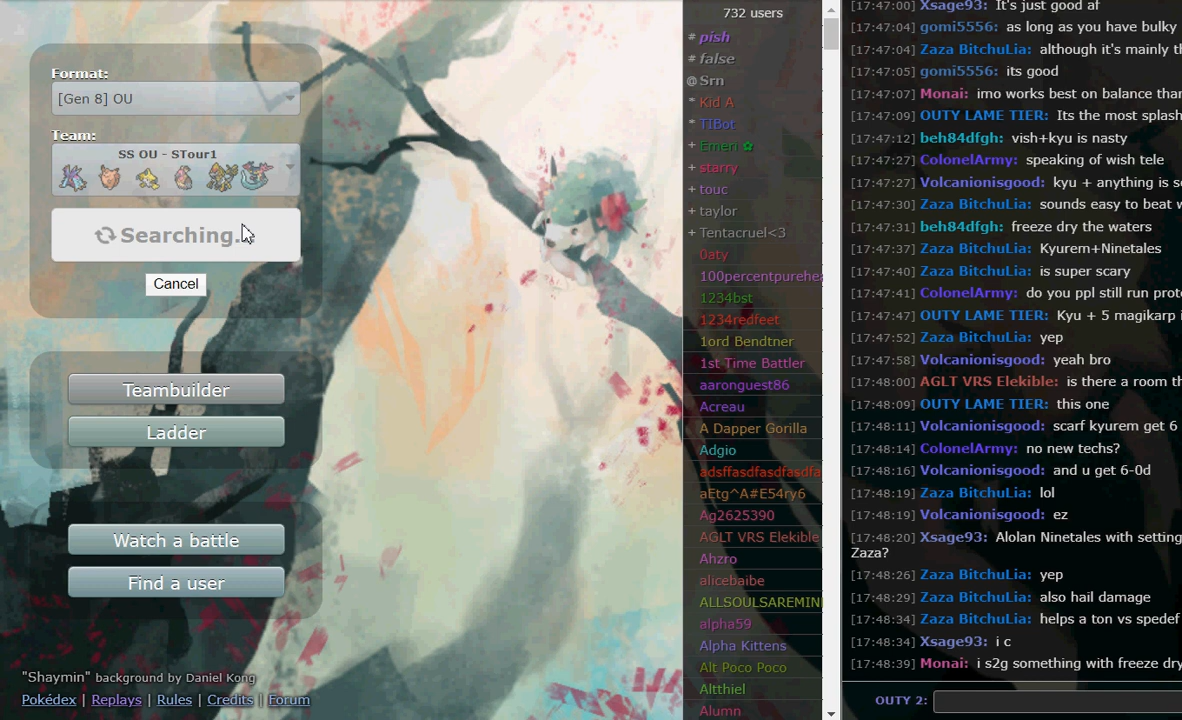 Format:
[Gen 8] OU
Team:
SS OU - STour1
Searching..
Cancel
Teambuilder
Ladder
Watch a battle
Find a user
"Shaymin" background by Daniel Kong
Pokédex | Replays | Rules | Credits | Forum
732 users
# pish
# false
@ Srn
* Kid A
* TIBot
+ Emeri ✿
+ starry
+ touc
+ taylor
+ Tentacruel<3
0aty
100percentpurehea
1234bst
1234redfeet
1ord Bendtner
1st Time Battler
aaronguest86
Acreau
A Dapper Gorilla
Adgio
adsffasdfasdfasdfa
aEtg^A#E54ry6
Ag2625390
AGLT VRS Elekible
Ahzro
alicebaibe
ALLSOULSAREMIN
alpha59
Alpha Kittens
Alt Poco Poco
Altthiel
Alumn
[17:47:00] Xsage93: It's just good af
[17:47:04] gomi5556: as long as you have bulky
[17:47:04] Zaza BitchuLia: although it's mainly th
[17:47:05] gomi5556: its good
[17:47:07] Monai: imo works best on balance than
[17:47:09] OUTY LAME TIER: Its the most splash
[17:47:12] beh84dfgh: vish+kyu is nasty
[17:47:27] ColonelArmy: speaking of wish tele
[17:47:27] Volcanionisgood: kyu + anything is s
[17:47:30] Zaza BitchuLia: sounds easy to beat w
[17:47:31] beh84dfgh: freeze dry the waters
[17:47:37] Zaza BitchuLia: Kyurem+Ninetales
[17:47:40] Zaza BitchuLia: is super scary
[17:47:41] ColonelArmy: do you ppl still run prote
[17:47:47] OUTY LAME TIER: Kyu + 5 magikarp i
[17:47:52] Zaza BitchuLia: yep
[17:47:58] Volcanionisgood: yeah bro
[17:48:00] AGLT VRS Elekible: is there a room th
[17:48:09] OUTY LAME TIER: this one
[17:48:11] Volcanionisgood: scarf kyurem get 6
[17:48:14] ColonelArmy: no new techs?
[17:48:16] Volcanionisgood: and u get 6-0d
[17:48:19] Zaza BitchuLia: lol
[17:48:19] Volcanionisgood: ez
[17:48:20] Xsage93: Alolan Ninetales with setting
Zaza?
[17:48:26] Zaza BitchuLia: yep
[17:48:29] Zaza BitchuLia: also hail damage
[17:48:34] Zaza BitchuLia: helps a ton vs spedef
[17:48:34] Xsage93: i c
[17:48:39] Monai: i s2g something with freeze dry
OUTY 2: